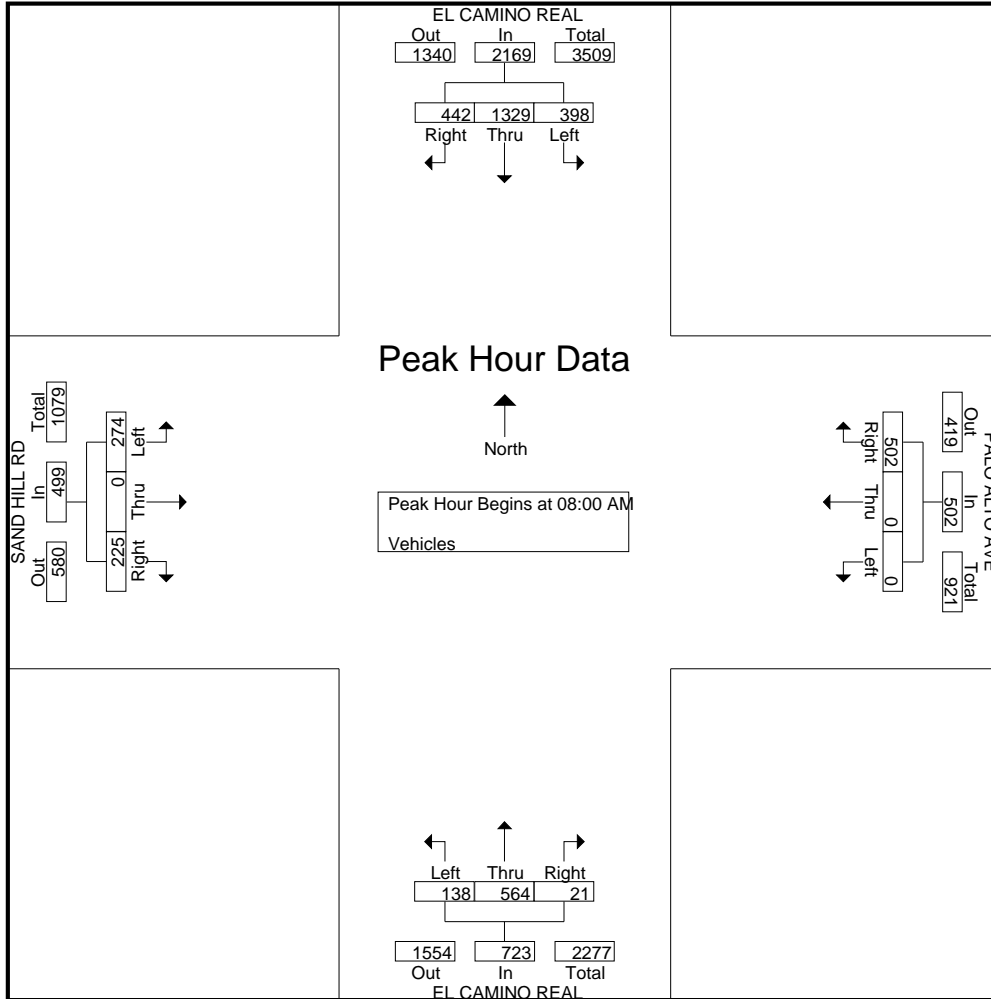 EL CAMINO REAL
Out In Total
1340 2169 3509
442 1329 398
Right Thru Left
Peak Hour Data
North
Peak Hour Begins at 08:00 AM
Vehicles
SAND HILL RD
Total In Out
1079 499 580
274 0 225
Left Thru Right
PALO ALTO AVE
Out In Total
419 502 921
502 0 0
Right Thru Left
Left Thru Right
138 564 21
1554 723 2277
Out In Total
EL CAMINO REAL